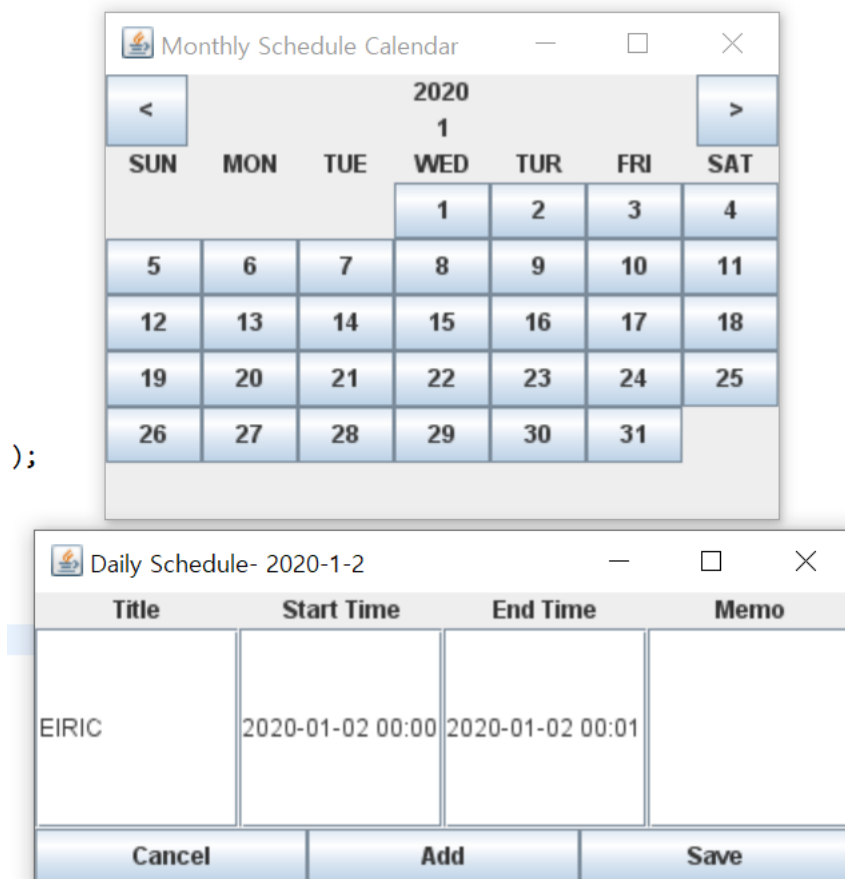 Monthly Schedule Calendar
< 2020 >
1
SUN MON TUE WED TUR FRI SAT
1 2 3 4
5 6 7 8 9 10 11
12 13 14 15 16 17 18
19 20 21 22 23 24 25
26 27 28 29 30 31
);
Daily Schedule- 2020-1-2
Title Start Time End Time Memo
EIRIC 2020-01-02 00:00 2020-01-02 00:01
Cancel Add Save